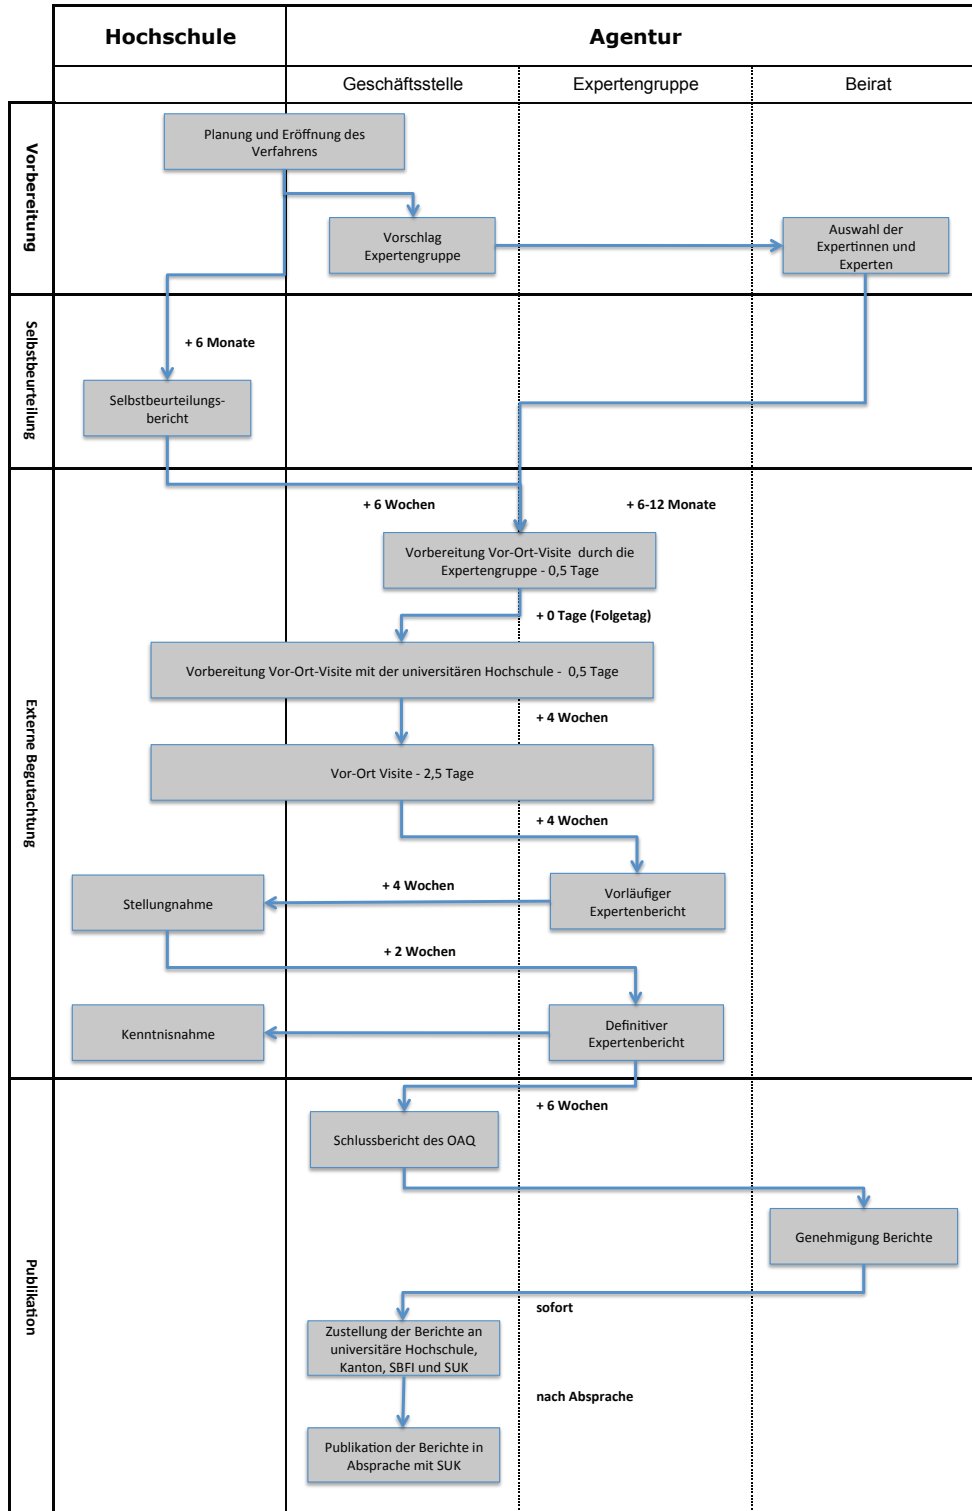 Hochschule
Agentur
Geschäftsstelle
Expertengruppe
Beirat
Vorbereitung
Planung und Eröffnung des
Verfahrens
Vorschlag
Expertengruppe
Auswahl der
Expertinnen und
Experten
Selbstbeurteilung
+ 6 Monate
Selbstbeurteilungs-
bericht
Externe Begutachtung
+ 6 Wochen
+ 6-12 Monate
Vorbereitung Vor-Ort-Visite durch die
Expertengruppe - 0,5 Tage
+ 0 Tage (Folgetag)
Vorbereitung Vor-Ort-Visite mit der universitären Hochschule - 0,5 Tage
+ 4 Wochen
Vor-Ort Visite - 2,5 Tage
+ 4 Wochen
Stellungnahme
+ 4 Wochen
Vorläufiger
Expertenbericht
+ 2 Wochen
Kenntnisnahme
Definitiver
Expertenbericht
Publikation
+ 6 Wochen
Schlussbericht des OAQ
Genehmigung Berichte
sofort
Zustellung der Berichte an
universitäre Hochschule,
Kanton, SBFI und SUK
nach Absprache
Publikation der Berichte in
Absprache mit SUK